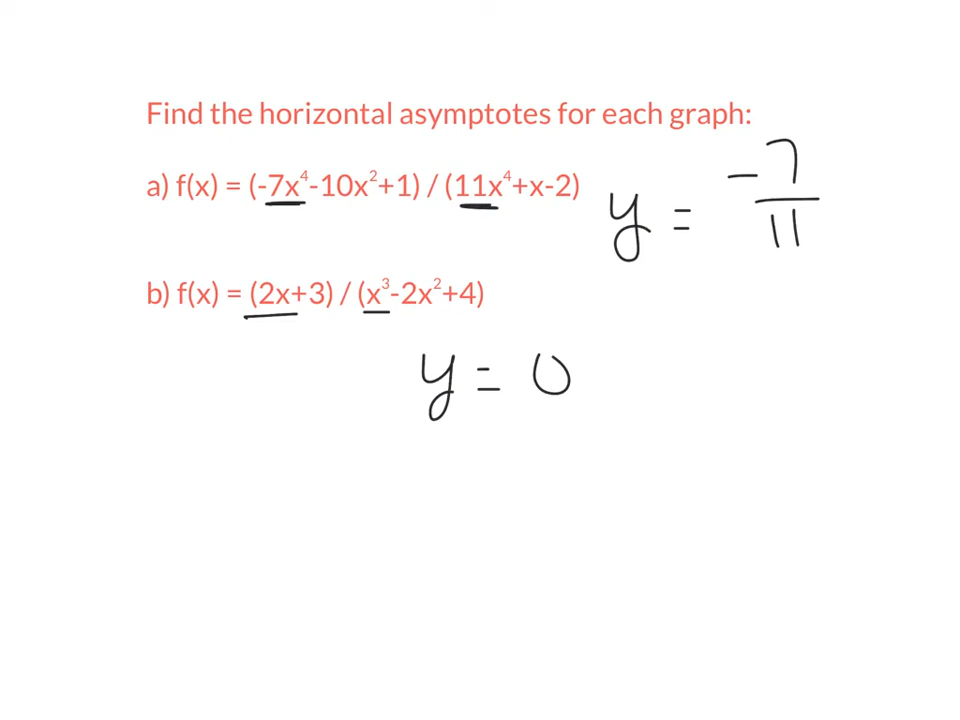 Find the horizontal asymptotes for each graph:
a) f(x) = (-7x⁴-10x²+1) / (11x⁴+x-2)
y = -7/11
b) f(x) = (2x+3) / (x³-2x²+4)
y = 0